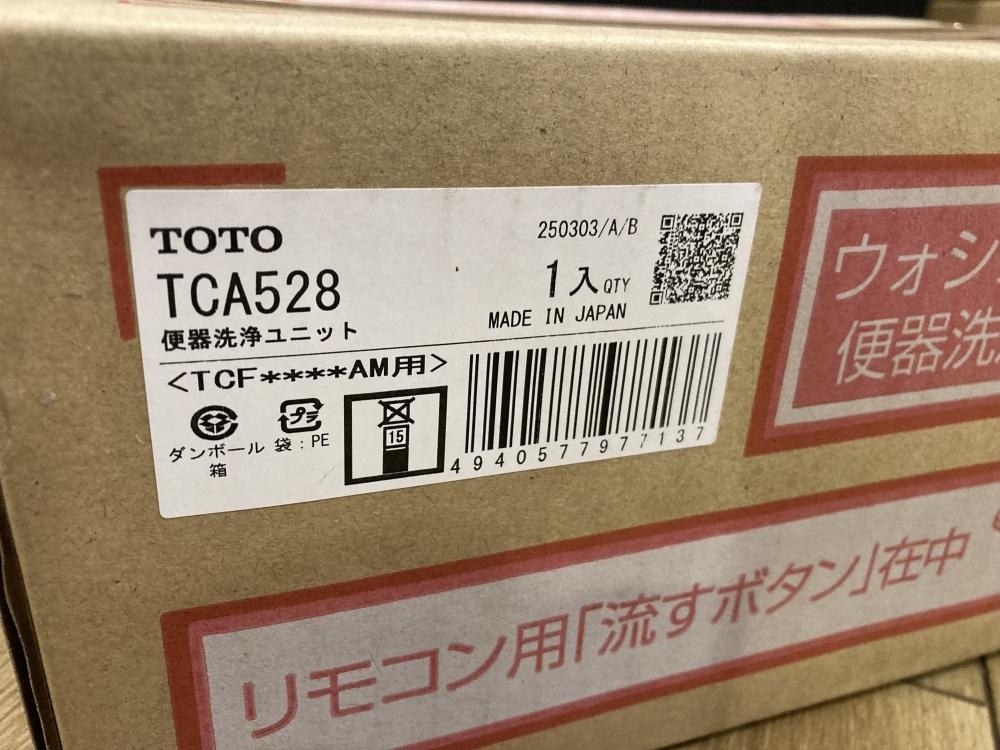 TOTO
250303/A/B
TCA528
1入 QTY
便器洗浄ユニット
MADE IN JAPAN
<TCF****AM用>
プラ
ダンボール
箱
袋：PE
15
4940577977137
ウォシ
便器洗
リモコン用「流すボタン」在中